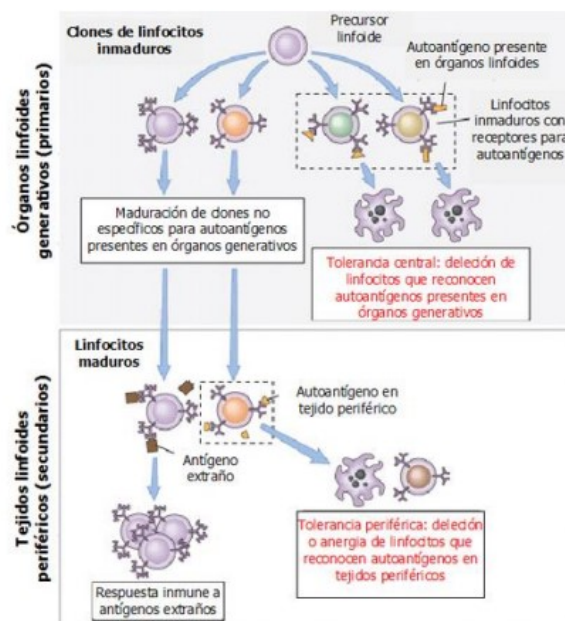 Clones de linfocitos
inmaduros
Precursor
linfoide
Autoantígeno presente
en órganos linfoides
Linfocitos
inmaduros con
receptores para
autoantígenos
Órganos linfoides
generativos (primarios)
Maduración de clones no
específicos para autoantígenos
presentes en órganos generativos
Tolerancia central: deleción de
linfocitos que reconocen
autoantígenos presentes en
órganos generativos
Linfocitos
maduros
Autoantígeno en
tejido periférico
Antígeno
extraño
Tejidos linfoides
periféricos (secundarios)
Tolerancia periférica: deleción
o anergia de linfocitos que
reconocen autoantígenos en
tejidos periféricos
Respuesta inmune a
antígenos extraños